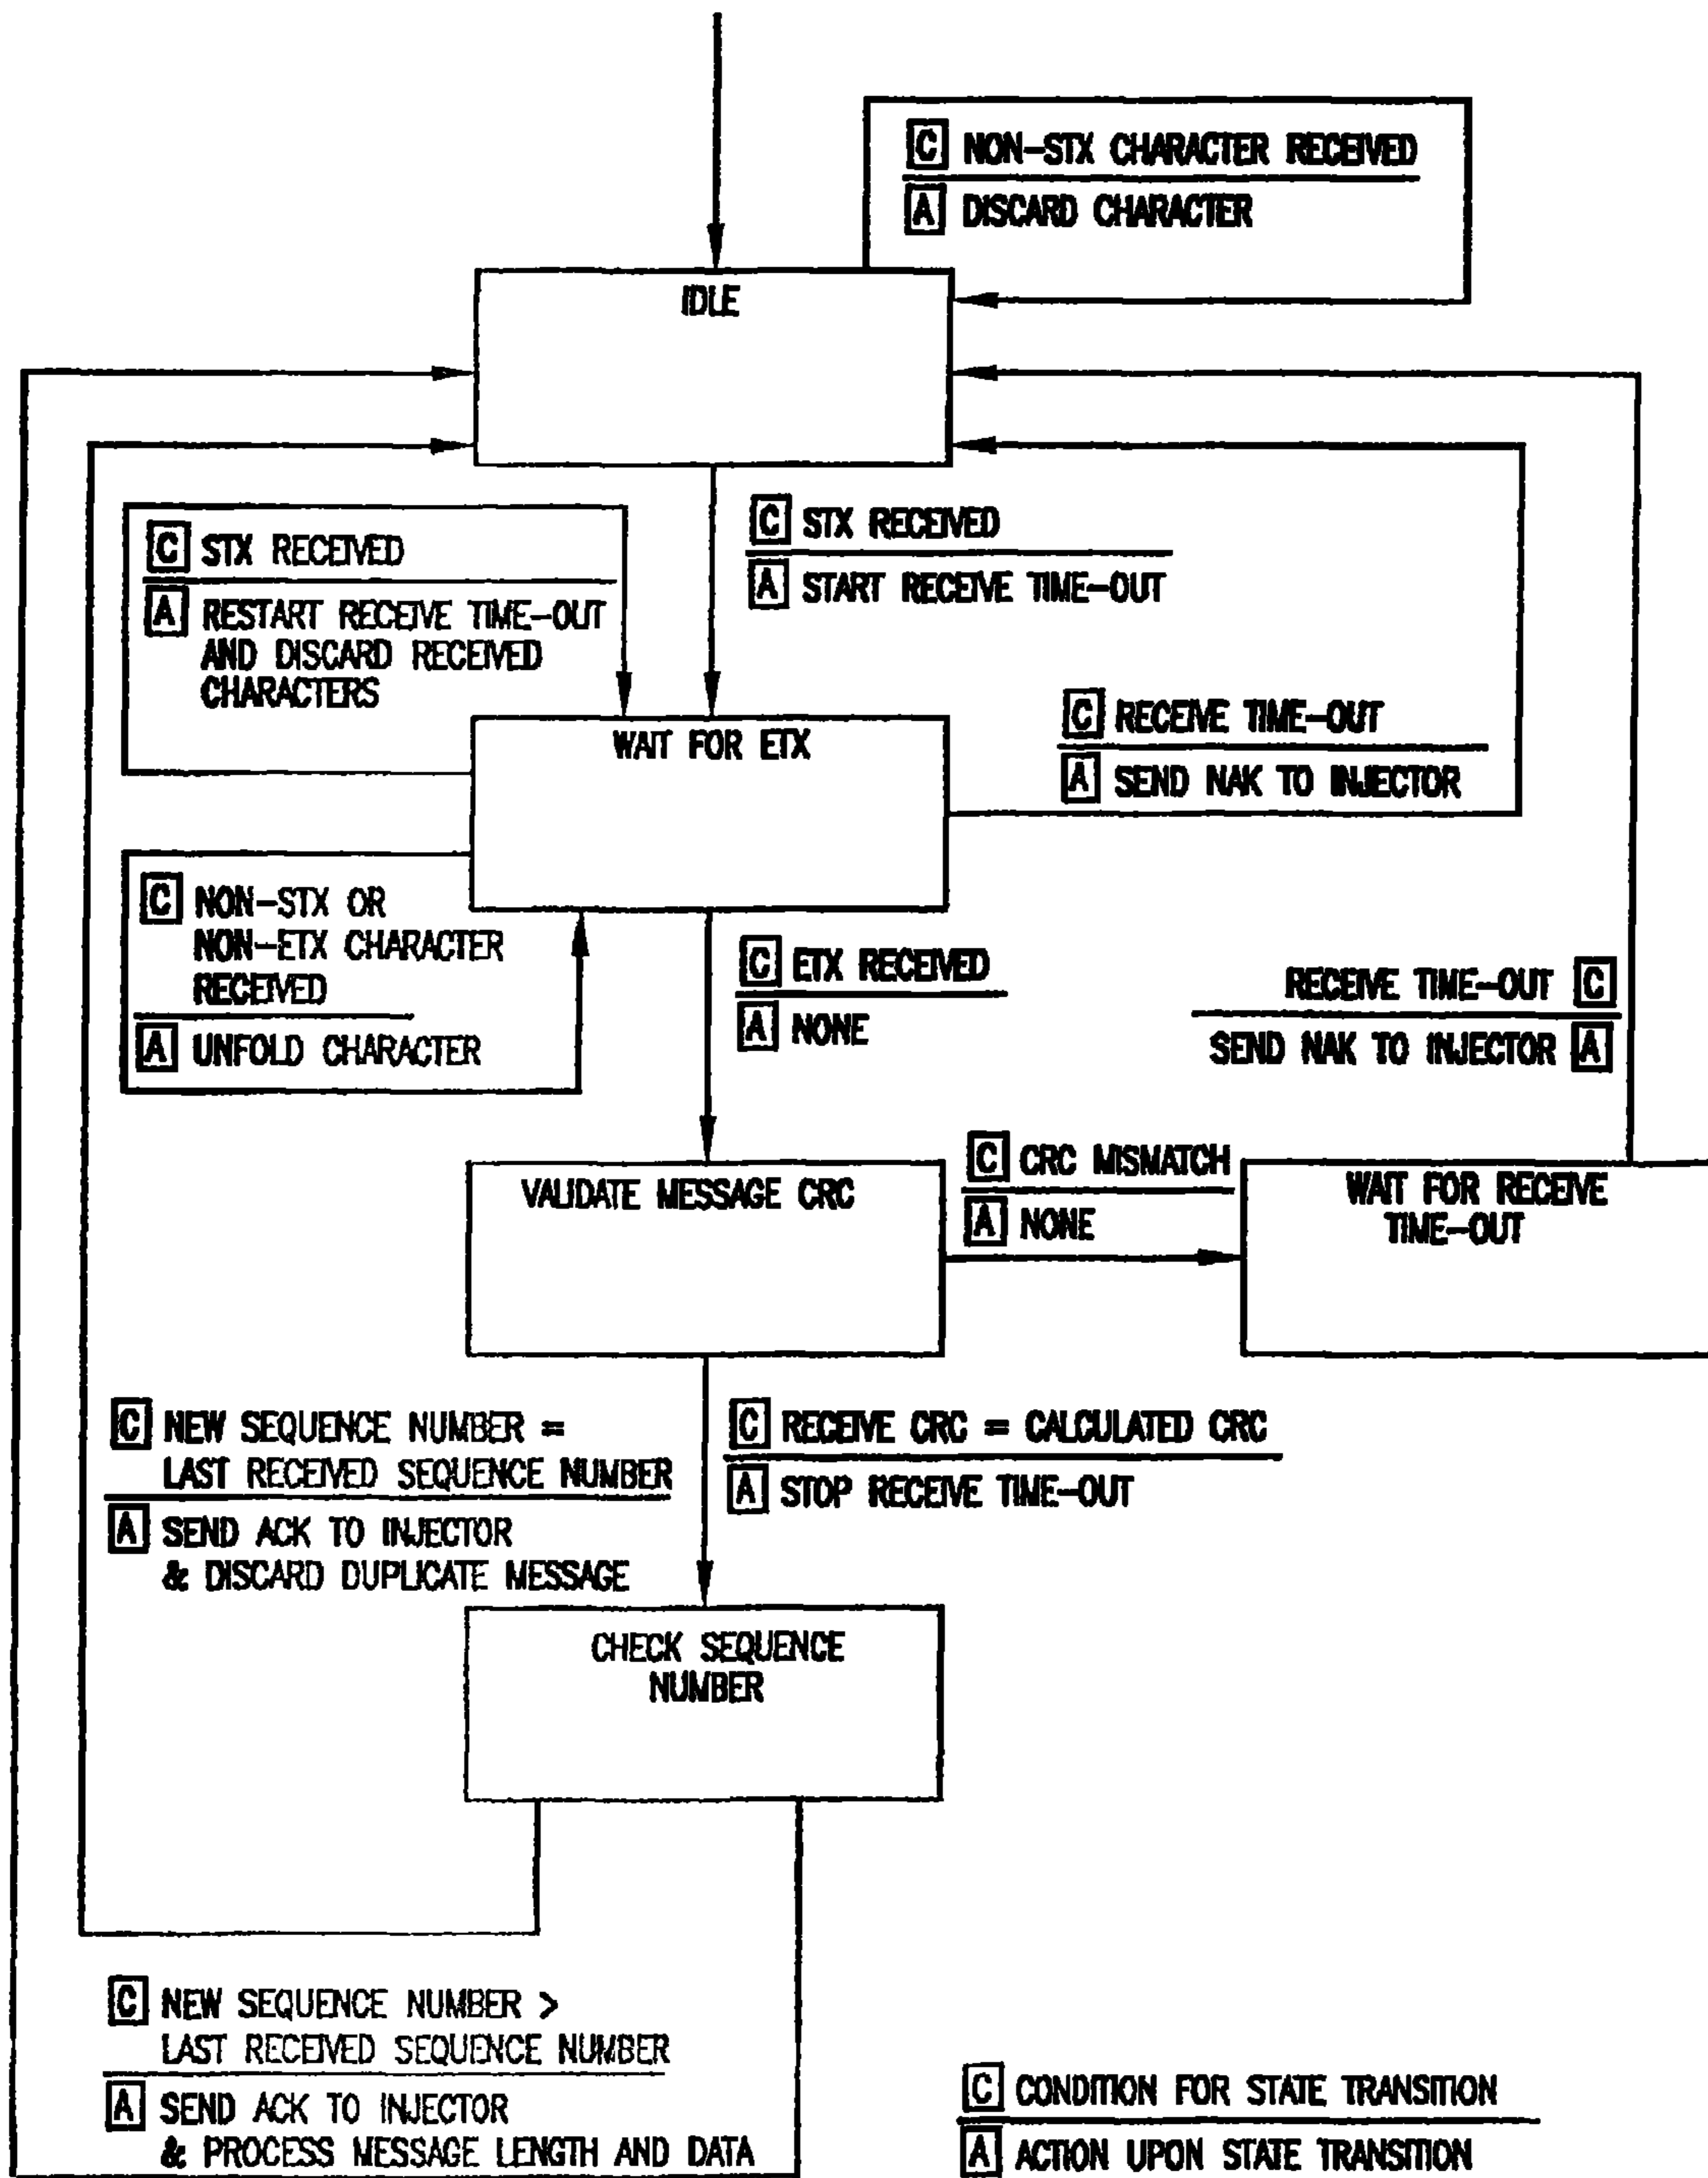 C NON-STX CHARACTER RECEIVED
A DISCARD CHARACTER
IDLE
C STX RECEIVED
A RESTART RECEIVE TIME-OUT
AND DISCARD RECEIVED
CHARACTERS
C STX RECEIVED
A START RECEIVE TIME-OUT
WAIT FOR ETX
C RECEIVE TIME-OUT
A SEND NAK TO INJECTOR
C NON-STX OR
NON-ETX CHARACTER
RECEIVED
A UNFOLD CHARACTER
C ETX RECEIVED
A NONE
RECEIVE TIME-OUT C
SEND NAK TO INJECTOR A
VALIDATE MESSAGE CRC
C CRC MISMATCH
A NONE
WAIT FOR RECEIVE
TIME-OUT
C NEW SEQUENCE NUMBER =
LAST RECEIVED SEQUENCE NUMBER
A SEND ACK TO INJECTOR
& DISCARD DUPLICATE MESSAGE
C RECEIVE CRC = CALCULATED CRC
A STOP RECEIVE TIME-OUT
CHECK SEQUENCE
NUMBER
C NEW SEQUENCE NUMBER >
LAST RECEIVED SEQUENCE NUMBER
A SEND ACK TO INJECTOR
& PROCESS MESSAGE LENGTH AND DATA
C CONDITION FOR STATE TRANSITION
A ACTION UPON STATE TRANSITION